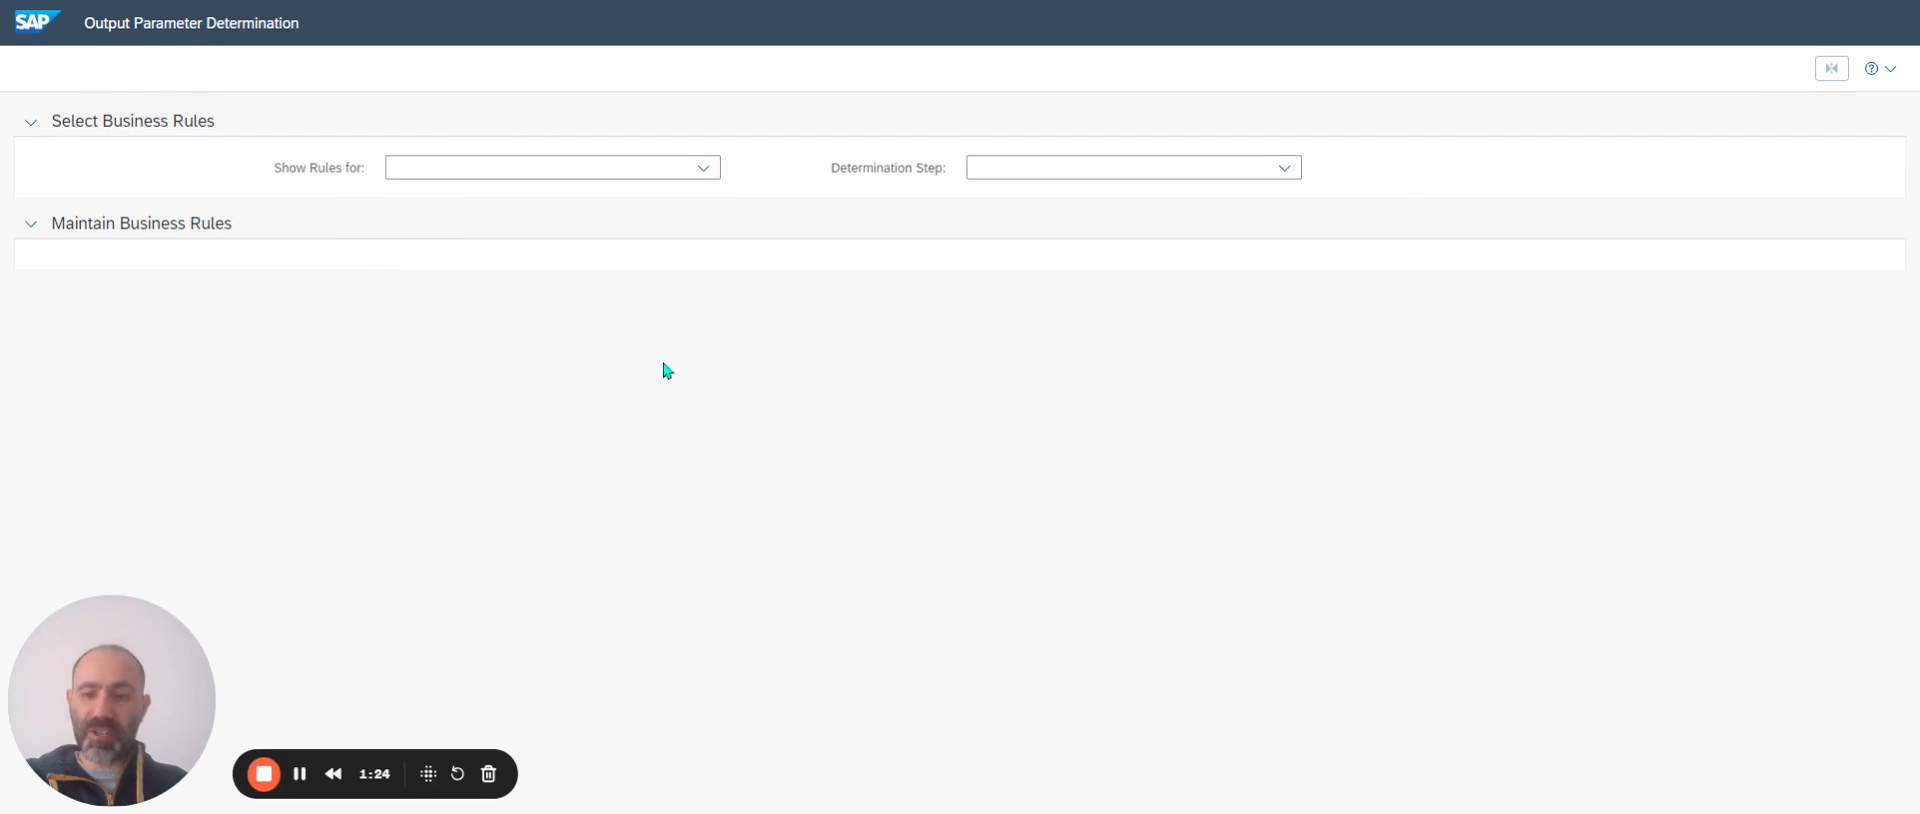 SAP Output Parameter Determination
Select Business Rules
Show Rules for: Determination Step:
Maintain Business Rules
1:24